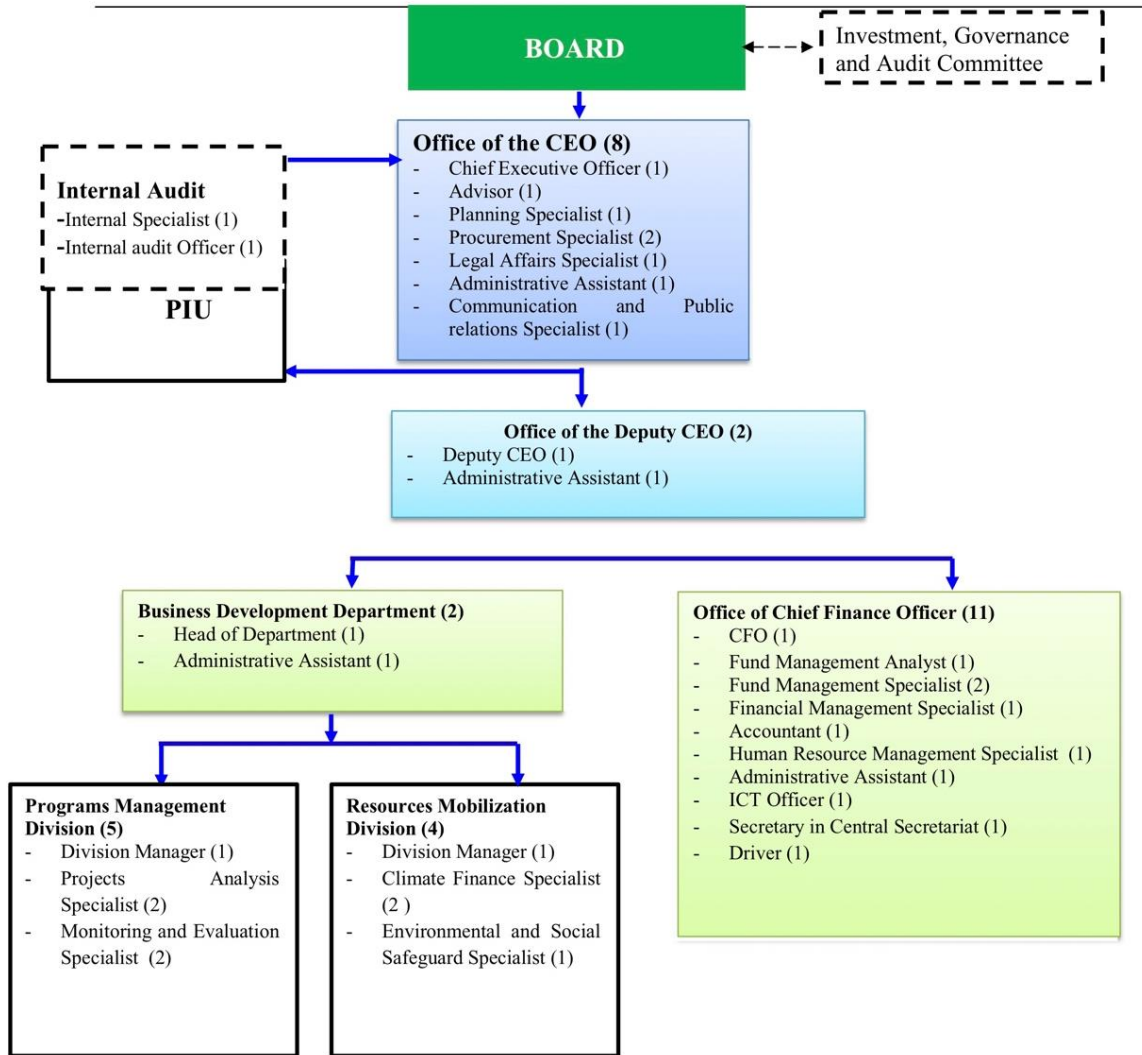 BOARD
Investment, Governance
and Audit Committee
Office of the CEO (8)
- Chief Executive Officer (1)
- Advisor (1)
- Planning Specialist (1)
- Procurement Specialist (2)
- Legal Affairs Specialist (1)
- Administrative Assistant (1)
- Communication and Public
relations Specialist (1)
Internal Audit
-Internal Specialist (1)
-Internal audit Officer (1)
PIU
Office of the Deputy CEO (2)
- Deputy CEO (1)
- Administrative Assistant (1)
Business Development Department (2)
- Head of Department (1)
- Administrative Assistant (1)
Office of Chief Finance Officer (11)
- CFO (1)
- Fund Management Analyst (1)
- Fund Management Specialist (2)
- Financial Management Specialist (1)
- Accountant (1)
- Human Resource Management Specialist (1)
- Administrative Assistant (1)
- ICT Officer (1)
- Secretary in Central Secretariat (1)
- Driver (1)
Programs Management
Division (5)
- Division Manager (1)
- Projects Analysis
Specialist (2)
- Monitoring and Evaluation
Specialist (2)
Resources Mobilization
Division (4)
- Division Manager (1)
- Climate Finance Specialist
(2 )
- Environmental and Social
Safeguard Specialist (1)